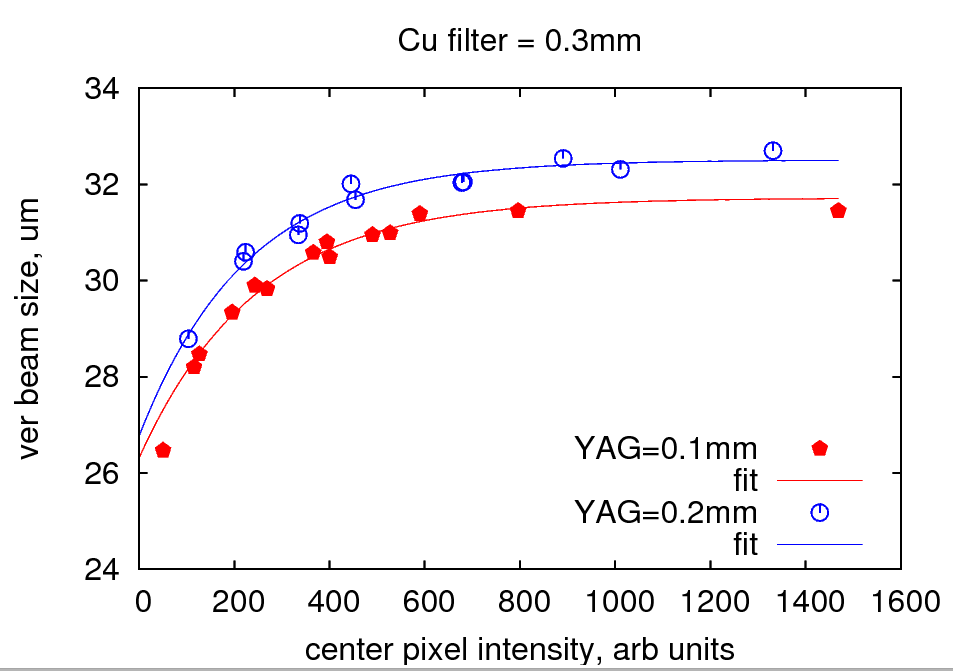 Cu filter = 0.3mm
34
32
30
28
26
24
ver beam size, um
YAG=0.1mm
fit
YAG=0.2mm
fit
0 200 400 600 800 1000 1200 1400 1600
center pixel intensity, arb units